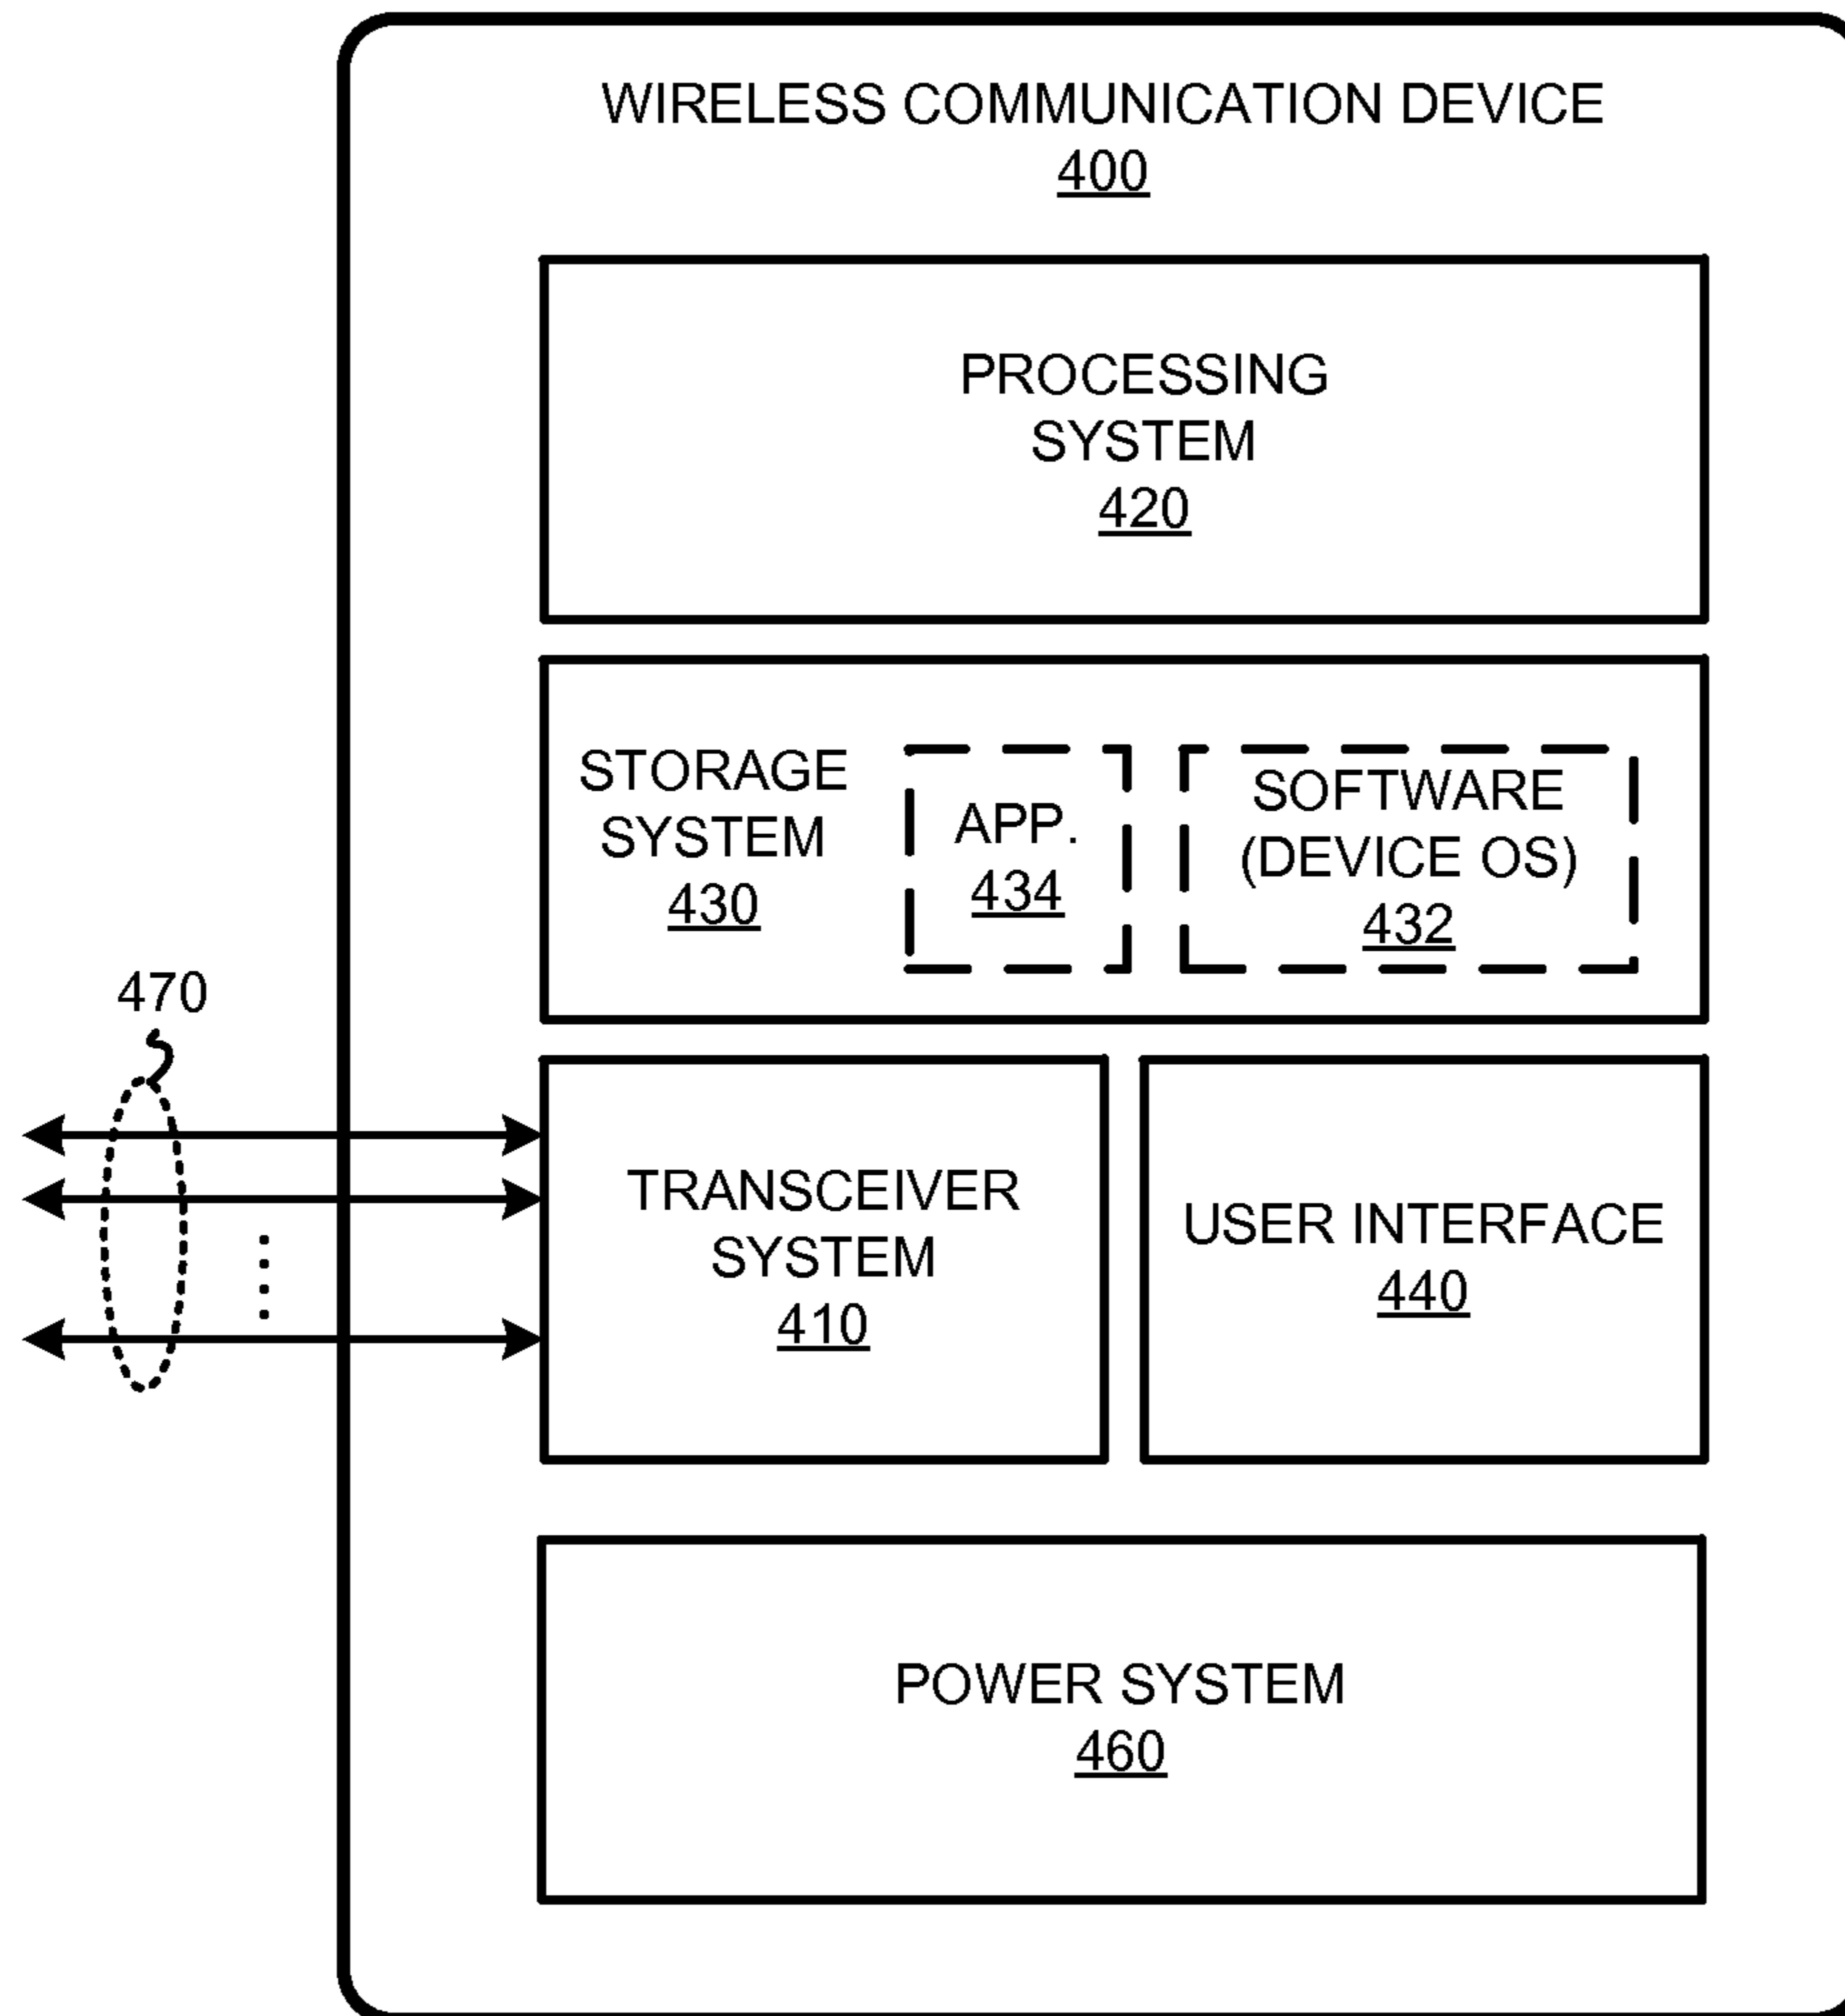 WIRELESS COMMUNICATION DEVICE
400
PROCESSING
SYSTEM
420
STORAGE
SYSTEM
430
APP.
434
SOFTWARE
(DEVICE OS)
432
470
TRANSCEIVER
SYSTEM
410
USER INTERFACE
440
POWER SYSTEM
460